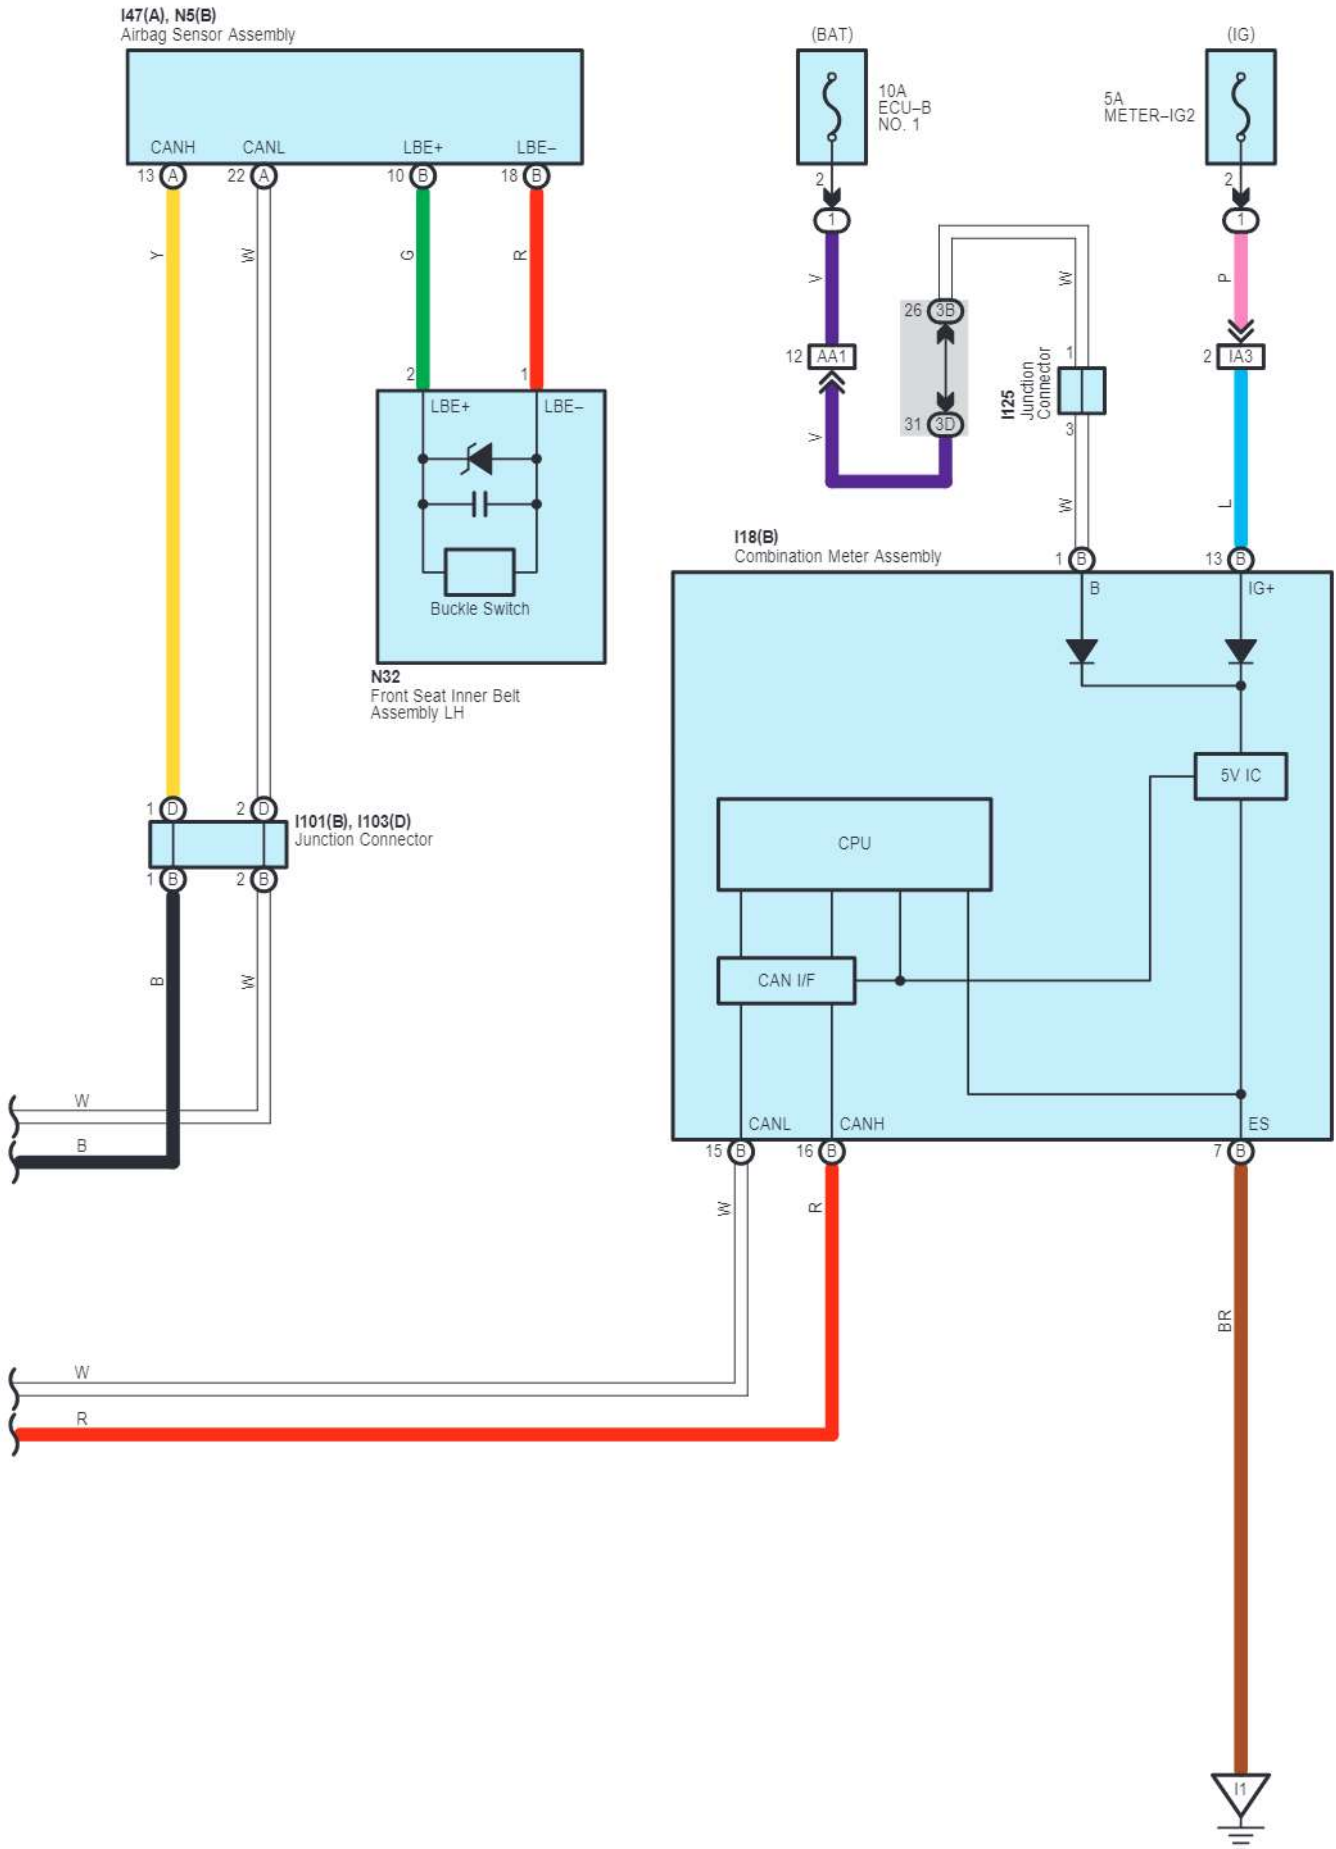 I47(A), N5(B)
Airbag Sensor Assembly
CANH
CANL
LBE+
LBE–
13 A
22 A
10 B
18 B
Y
W
G
R
2
1
LBE+
LBE–
Buckle Switch
N32
Front Seat Inner Belt
Assembly LH
1 D
2 D
I101(B), I103(D)
Junction Connector
1 B
2 B
B
W
W
B
(BAT)
10A
ECU–B
NO. 1
2
1
V
12 AA1
V
26 3B
31 3D
W
1
I125
Junction
Connector
3
W
(IG)
5A
METER–IG2
2
1
P
2 IA3
L
I18(B)
Combination Meter Assembly
1 B
13 B
B
IG+
5V IC
CPU
CAN I/F
CANL
CANH
ES
15 B
16 B
7 B
W
R
BR
W
R
I1